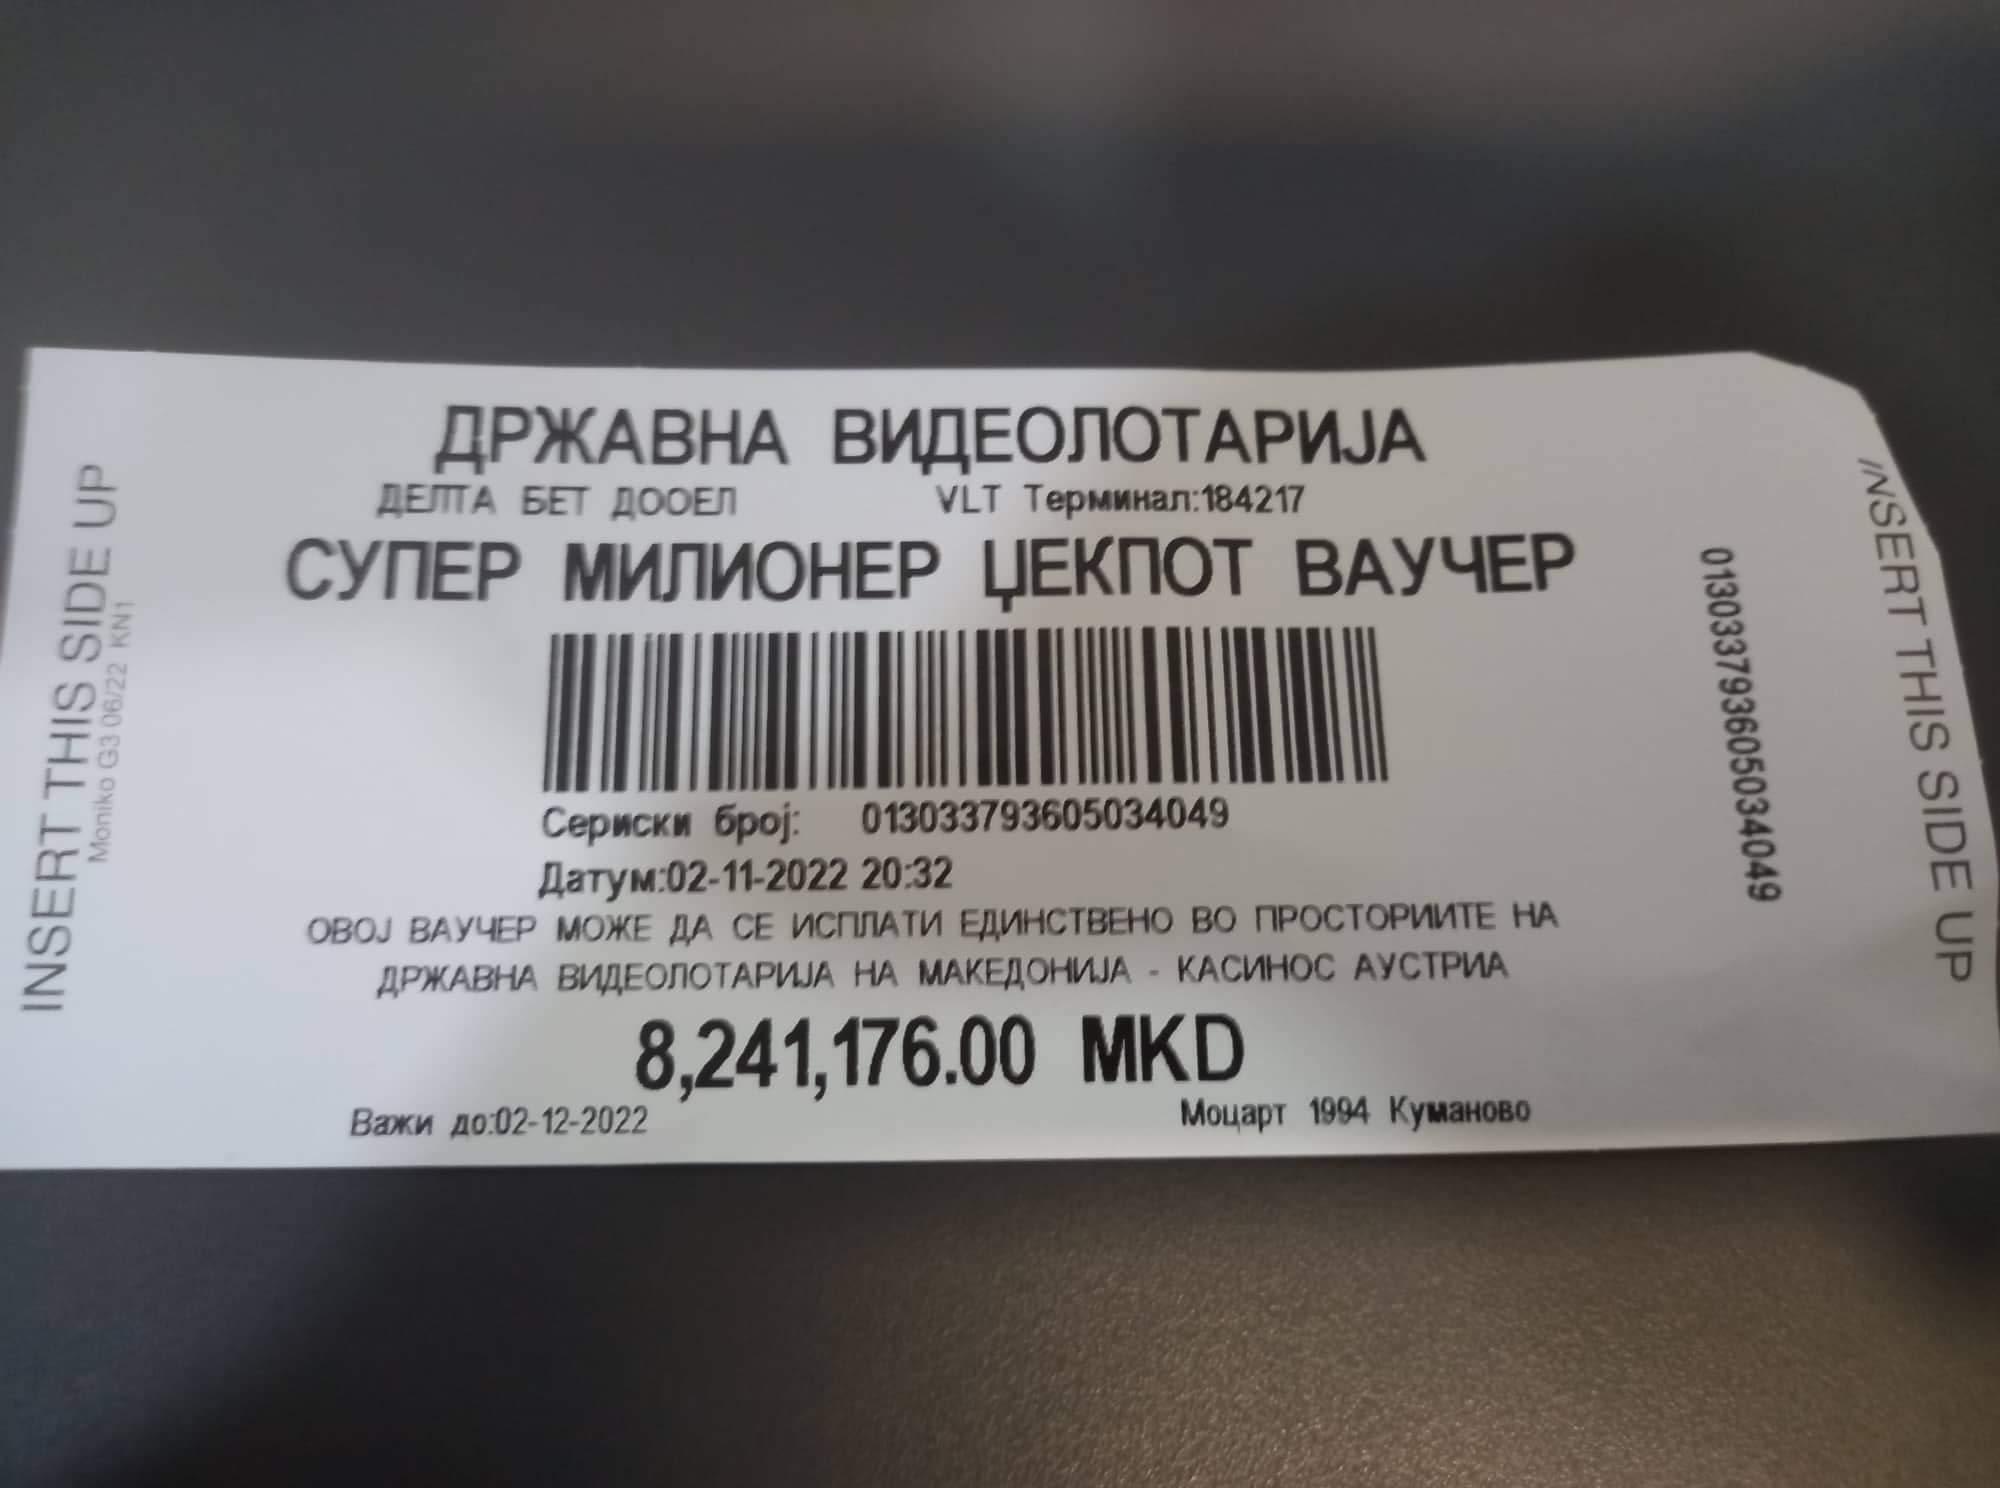 ДРЖАВНА ВИДЕОЛОТАРИЈА
ДЕЛТА БЕТ ДООЕЛ VLT Терминал:184217
СУПЕР МИЛИОНЕР ЏЕКПОТ ВАУЧЕР
Сериски број: 013033793605034049
Датум:02-11-2022 20:32
ОВОЈ ВАУЧЕР МОЖЕ ДА СЕ ИСПЛАТИ ЕДИНСТВЕНО ВО ПРОСТОРИИТЕ НА
ДРЖАВНА ВИДЕОЛОТАРИЈА НА МАКЕДОНИЈА - КАСИНОС АУСТРИА
8,241,176.00 MKD
Важи до:02-12-2022 Моцарт 1994 Куманово
INSERT THIS SIDE UP
Moniko G3 06/22 KN1
013033793605034049
INSERT THIS SIDE UP